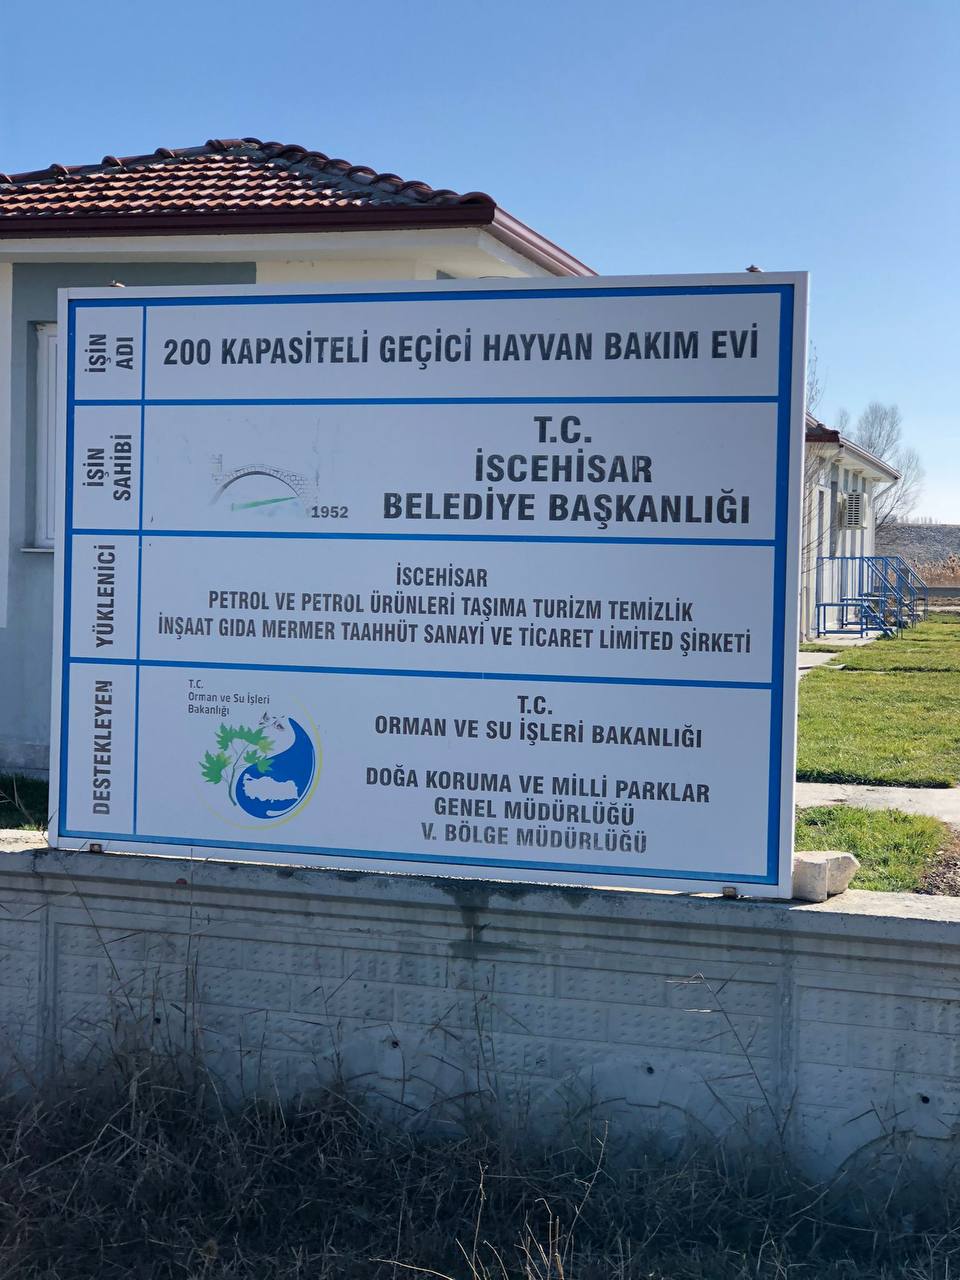 İŞİN
ADI
200 KAPASİTELİ GEÇİCİ HAYVAN BAKIM EVİ
İŞİN
SAHİBİ
1952
T.C.
İSCEHİSAR
BELEDİYE BAŞKANLIĞI
YÜKLENİCİ
İSCEHİSAR
PETROL VE PETROL ÜRÜNLERİ TAŞIMA TURİZM TEMİZLİK
İNŞAAT GIDA MERMER TAAHHÜT SANAYİ VE TİCARET LİMİTED ŞİRKETİ
DESTEKLEYEN
T.C.
Orman ve Su İşleri
Bakanlığı
T.C.
ORMAN VE SU İŞLERİ BAKANLIĞI
DOĞA KORUMA VE MİLLİ PARKLAR
GENEL MÜDÜRLÜĞÜ
V. BÖLGE MÜDÜRLÜĞÜ